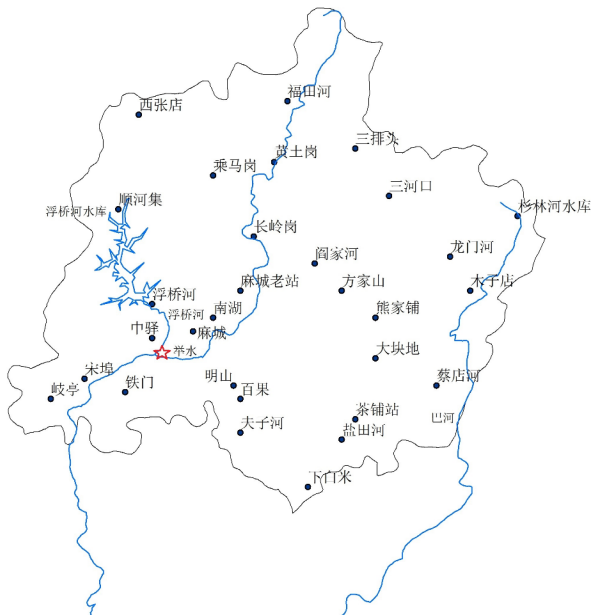 福田河
西张店
三排头
黄土岗
乘马岗
三河口
顺河集
浮桥河水库
杉林河水库
长岭岗
龙门河
阎家河
麻城老站
方家山
木子店
浮桥河
南湖
浮桥河
熊家铺
中驿
麻城
举水
大块地
宋埠
铁门
明山
蔡店河
岐亭
百果
茶铺站
巴河
夫子河
盐田河
下白米